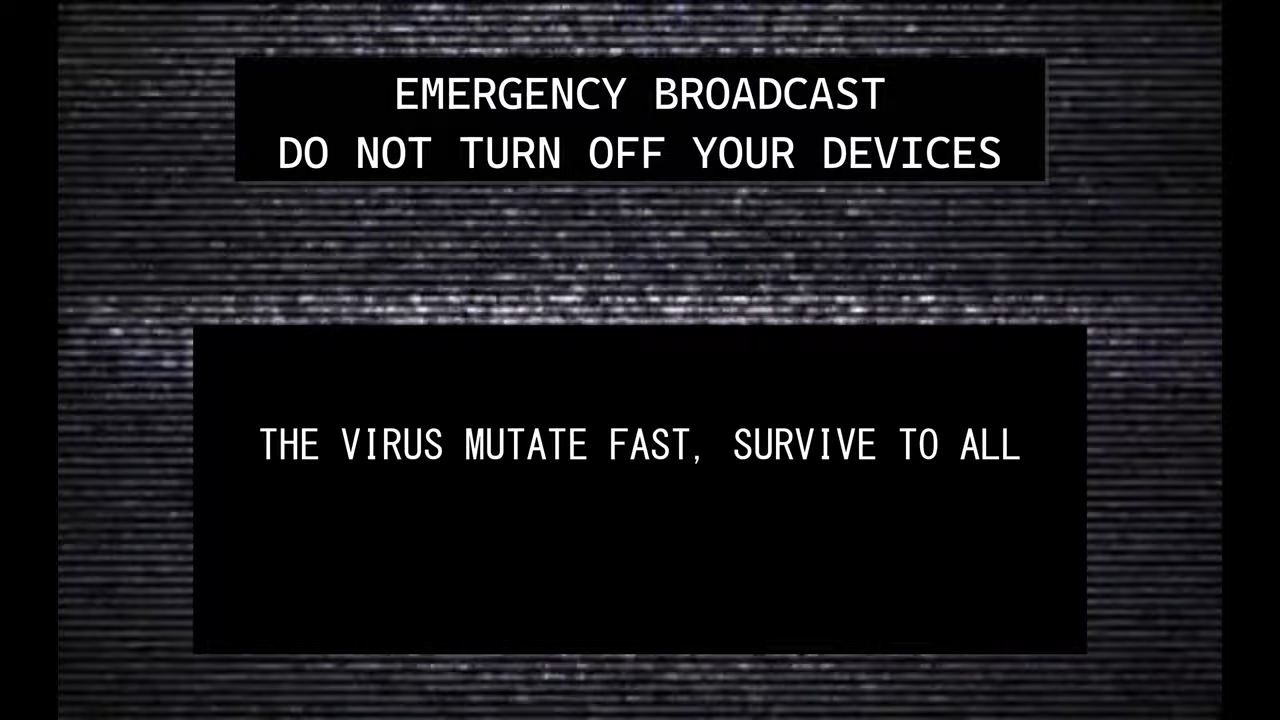 EMERGENCY BROADCAST
DO NOT TURN OFF YOUR DEVICES
THE VIRUS MUTATE FAST, SURVIVE TO ALL